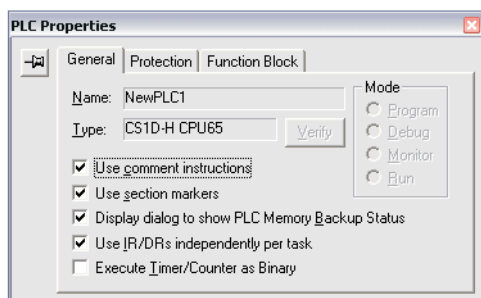 PLC Properties
General Protection Function Block
Name: NewPLC1
Type: CS1D-H CPU65 Verify
Mode
Program
Debug
Monitor
Run
Use comment instructions
Use section markers
Display dialog to show PLC Memory Backup Status
Use IR/DRs independently per task
Execute Timer/Counter as Binary